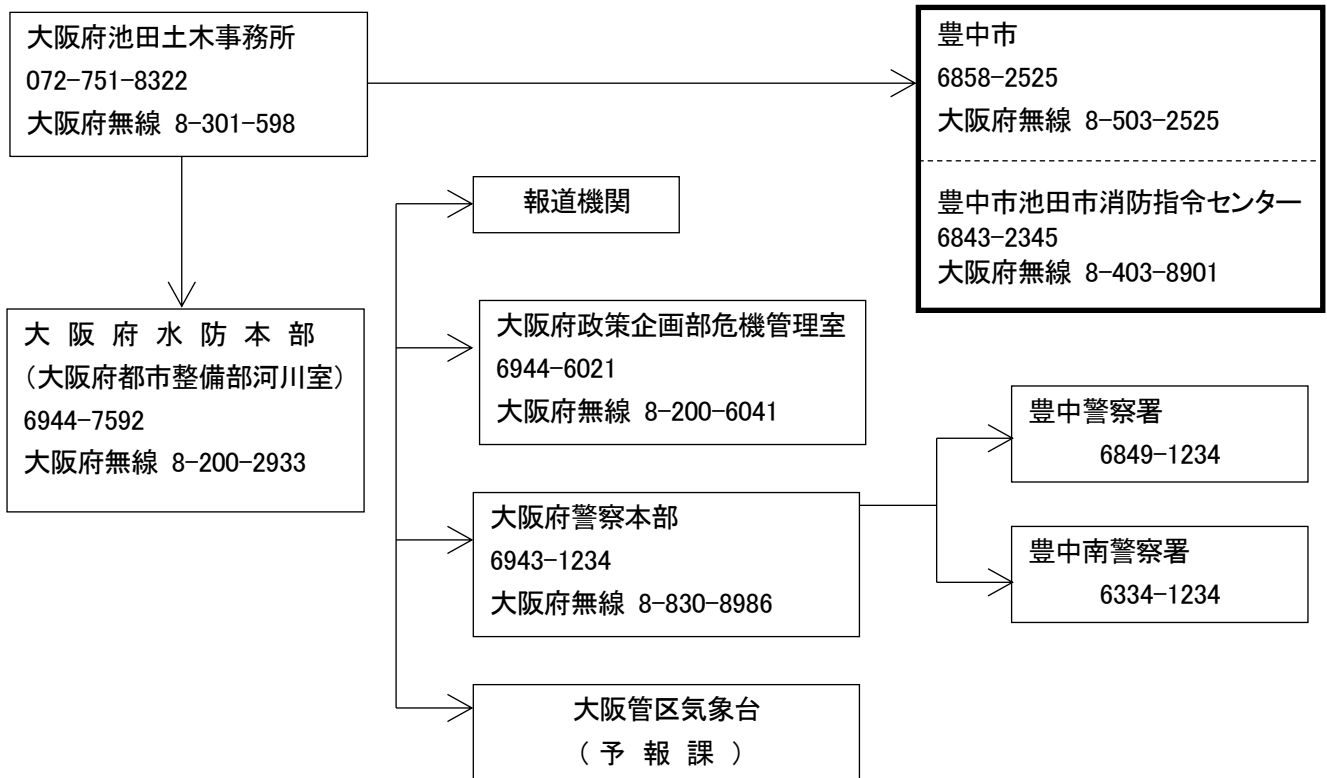 大阪府池田土木事務所
072-751-8322
大阪府無線 8-301-598
豊中市
6858-2525
大阪府無線 8-503-2525
豊中市池田市消防指令センター
6843-2345
大阪府無線 8-403-8901
報道機関
大阪府水防本部
（大阪府都市整備部河川室）
6944-7592
大阪府無線 8-200-2933
大阪府政策企画部危機管理室
6944-6021
大阪府無線 8-200-6041
大阪府警察本部
6943-1234
大阪府無線 8-830-8986
豊中警察署
6849-1234
豊中南警察署
6334-1234
大阪管区気象台
（予報課）